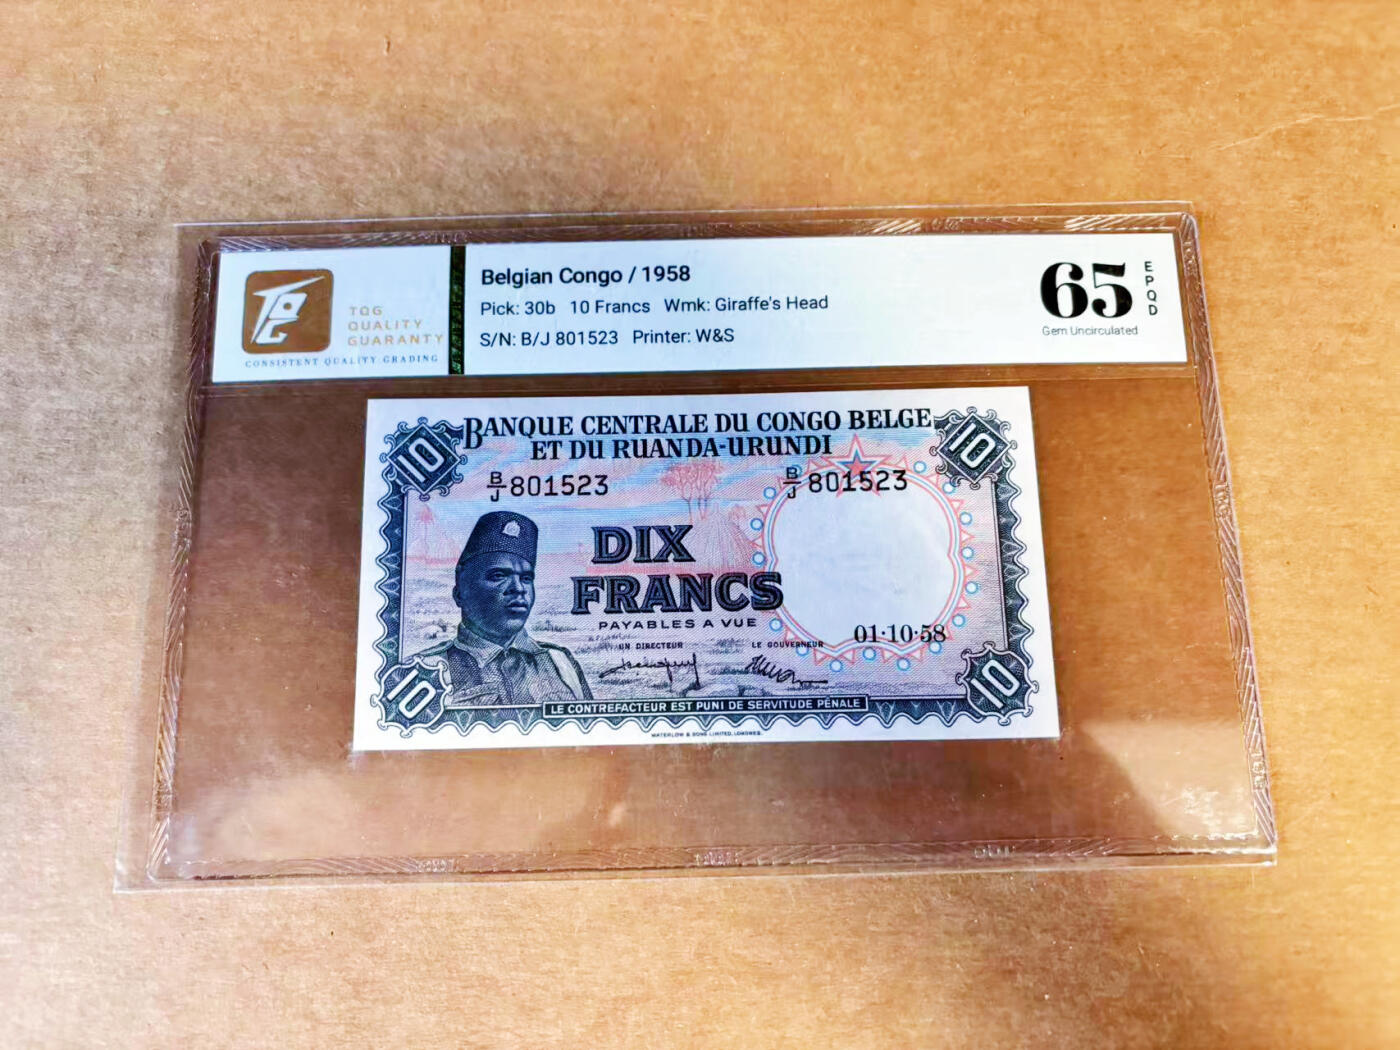 TQG
QUALITY
GUARANTY
CONSISTENT QUALITY GRADING
Belgian Congo / 1958
Pick: 30b 10 Francs Wmk: Giraffe's Head
S/N: B/J 801523 Printer: W&S
65
EPQD
Gem Uncirculated
BANQUE CENTRALE DU CONGO BELGE
ET DU RUANDA-URUNDI
10
10
B/J 801523
B/J 801523
DIX
FRANCS
PAYABLES A VUE
01·10·58
UN DIRECTEUR
LE GOUVERNEUR
10
10
LE CONTREFACTEUR EST PUNI DE SERVITUDE PÉNALE
WATERLOW & SONS LIMITED, LONDRES.